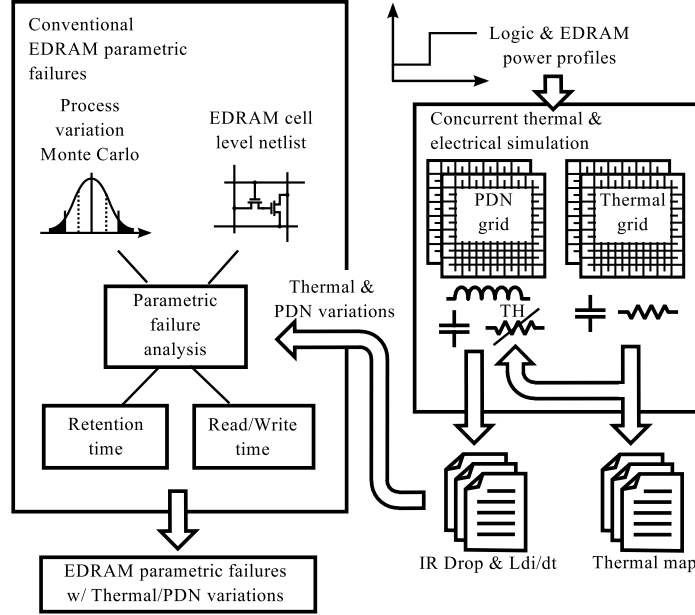 Conventional
EDRAM parametric
failures
Process
variation
Monte Carlo
EDRAM cell
level netlist
Parametric
failure
analysis
Retention
time
Read/Write
time
EDRAM parametric failures
w/ Thermal/PDN variations
Thermal &
PDN variations
Logic & EDRAM
power profiles
Concurrent thermal &
electrical simulation
PDN
grid
Thermal
grid
TH
IR Drop & Ldi/dt
Thermal map